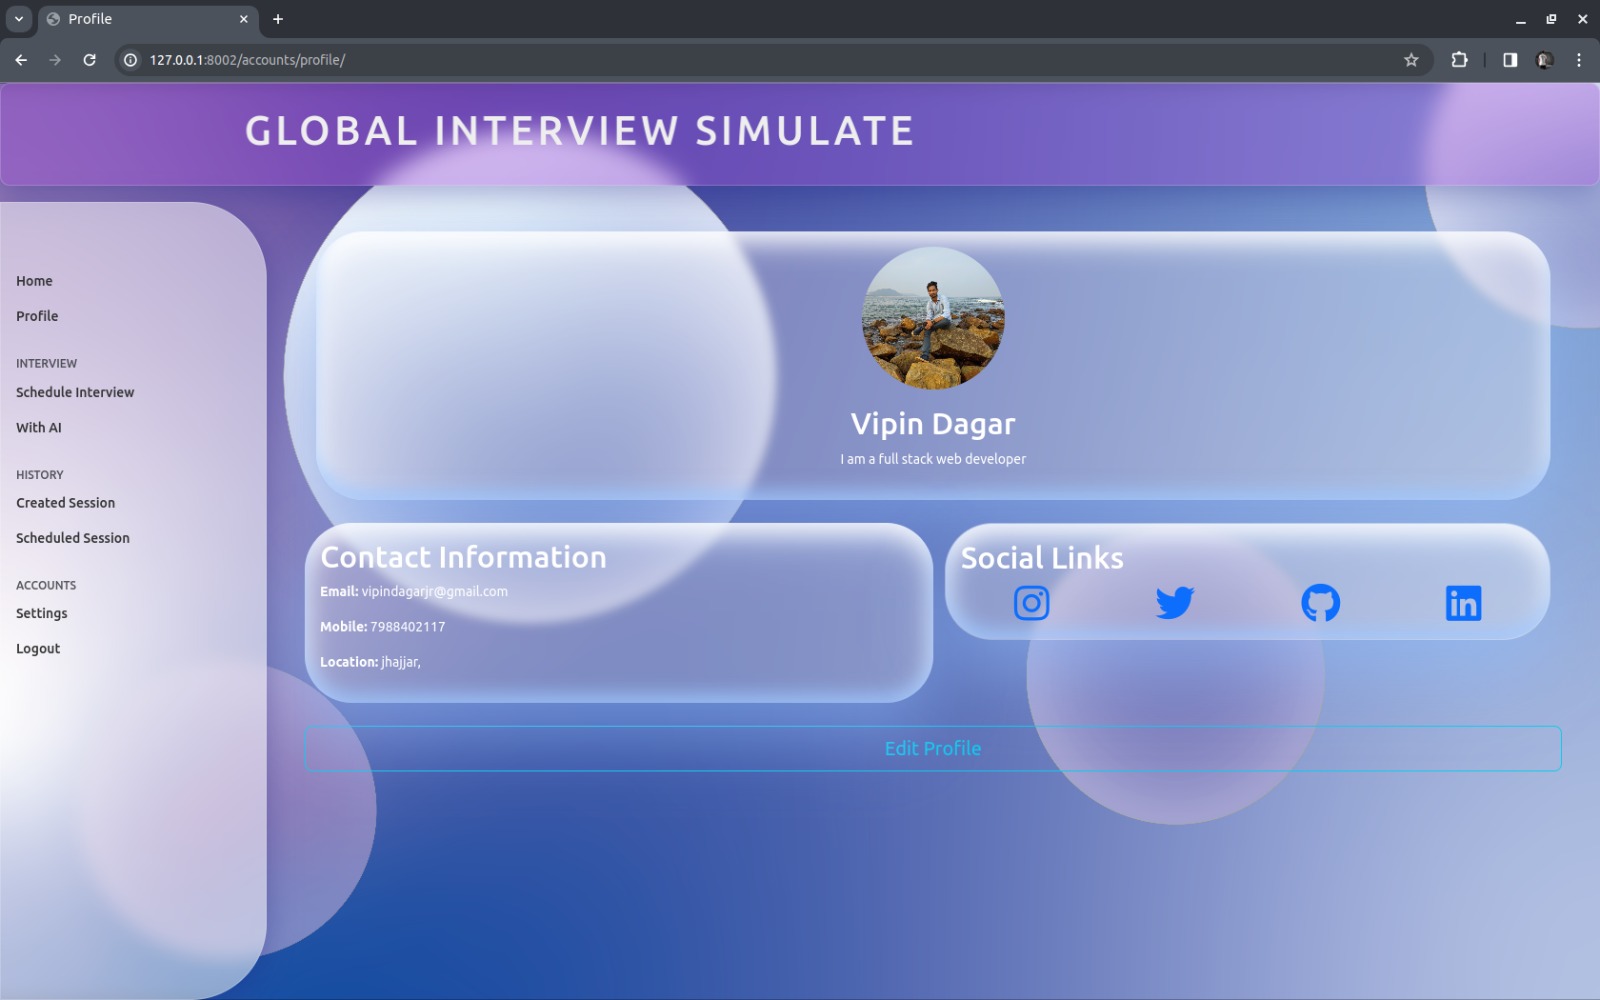 Profile
127.0.0.1:8002/accounts/profile/
GLOBAL INTERVIEW SIMULATE
Home
Profile
INTERVIEW
Schedule Interview
With AI
HISTORY
Created Session
Scheduled Session
ACCOUNTS
Settings
Logout
Vipin Dagar
I am a full stack web developer
Contact Information
Email: vipindagarjr@gmail.com
Mobile: 7988402117
Location: jhajjar,
Social Links
in
Edit Profile